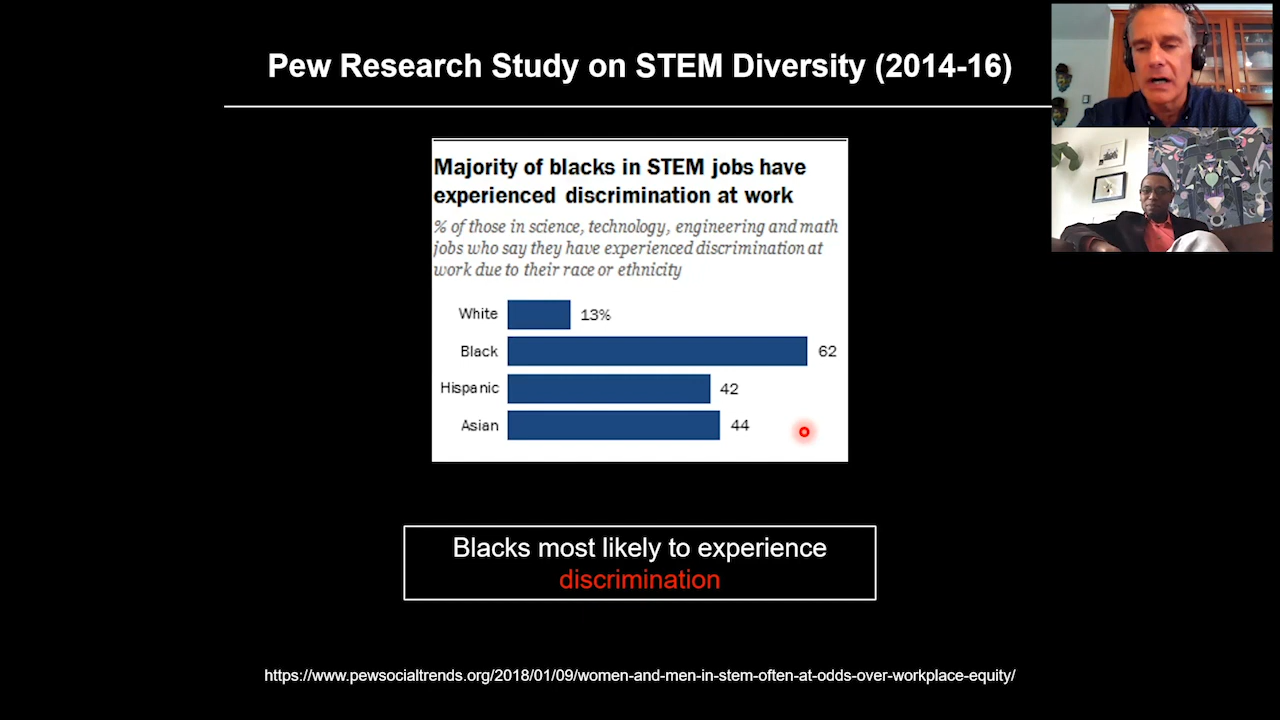 Pew Research Study on STEM Diversity (2014-16)
Majority of blacks in STEM jobs have
experienced discrimination at work
% of those in science, technology, engineering and math
jobs who say they have experienced discrimination at
work due to their race or ethnicity
White 13%
Black 62
Hispanic 42
Asian 44
Blacks most likely to experience
discrimination
https://www.pewsocialtrends.org/2018/01/09/women-and-men-in-stem-often-at-odds-over-workplace-equity/